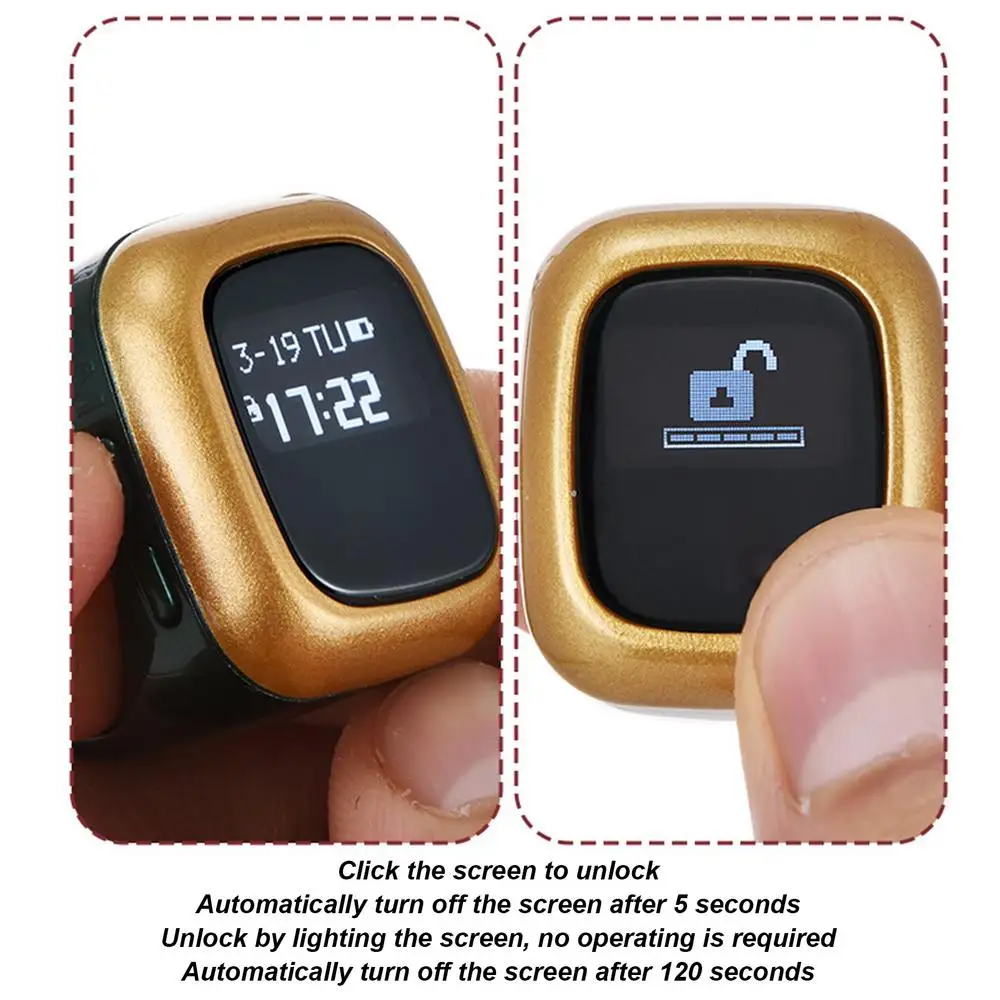 3-19 TU
17:22
Click the screen to unlock
Automatically turn off the screen after 5 seconds
Unlock by lighting the screen, no operating is required
Automatically turn off the screen after 120 seconds